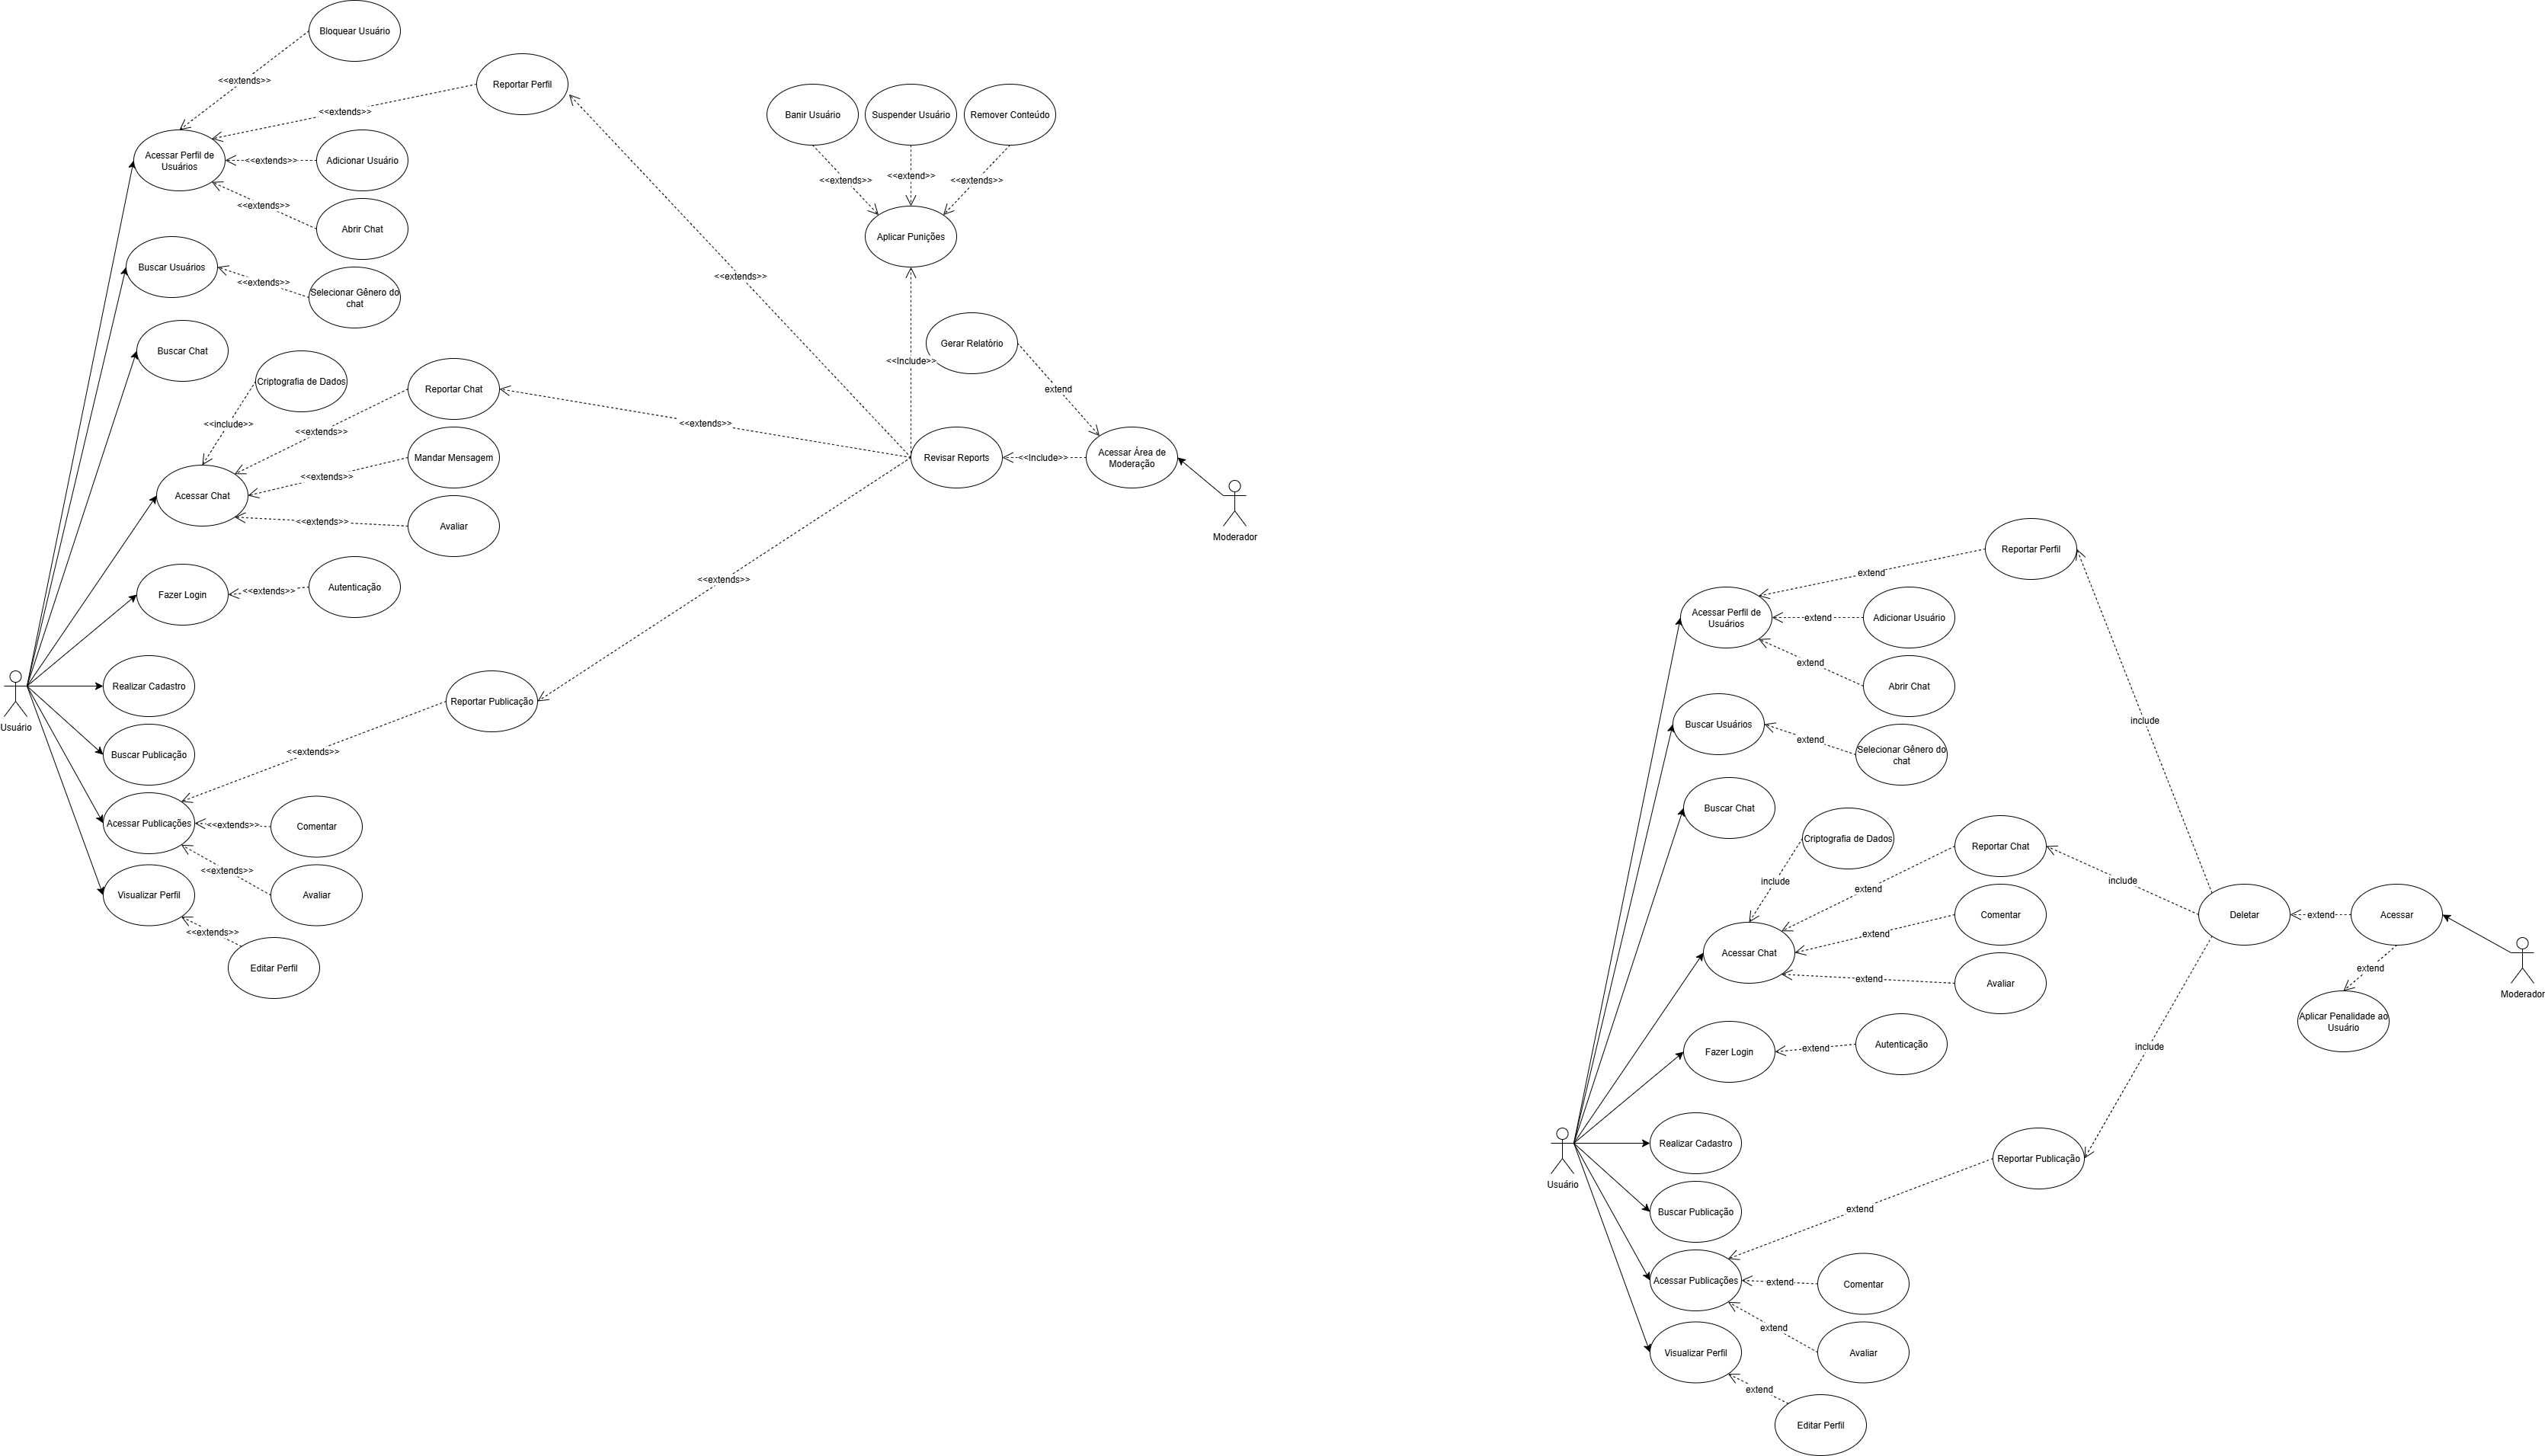 Bloquear Usuário
<<extends>>
Reportar Perfil
<<extends>>
Banir Usuário
Suspender Usuário
Remover Conteúdo
Acessar Perfil de
Usuários
<<extends>>
Adicionar Usuário
<<extends>>
<<extend>>
<<extends>>
<<extends>>
Abrir Chat
Aplicar Punições
Buscar Usuários
<<extends>>
<<extends>>
Selecionar Gênero do
chat
Buscar Chat
Gerar Relatório
<<Include>>
Criptografia de Dados
Reportar Chat
extend
<<include>>
<<extends>>
<<extends>>
Mandar Mensagem
Revisar Reports
<<Include>>
Acessar Área de
Moderação
<<extends>>
Acessar Chat
<<extends>>
Avaliar
Moderador
Fazer Login
<<extends>>
Autenticação
<<extends>>
Realizar Cadastro
Reportar Publicação
Usuário
Buscar Publicação
<<extends>>
Acessar Publicações
<<extends>>
Comentar
<<extends>>
Visualizar Perfil
Avaliar
<<extends>>
Editar Perfil
Reportar Perfil
extend
Acessar Perfil de
Usuários
extend
Adicionar Usuário
extend
Abrir Chat
include
Buscar Usuários
extend
Selecionar Gênero do
chat
Buscar Chat
Criptografia de Dados
Reportar Chat
include
extend
include
Comentar
Deletar
extend
Acessar
extend
Acessar Chat
extend
Avaliar
extend
Moderador
Aplicar Penalidade ao
Usuário
Fazer Login
extend
Autenticação
include
Realizar Cadastro
Reportar Publicação
Usuário
Buscar Publicação
extend
Acessar Publicações
extend
Comentar
extend
Visualizar Perfil
Avaliar
extend
Editar Perfil